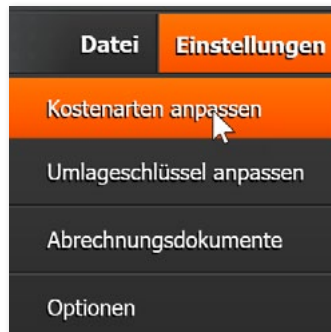 Datei Einstellungen
Kostenarten anpassen
Umlageschlüssel anpassen
Abrechnungsdokumente
Optionen